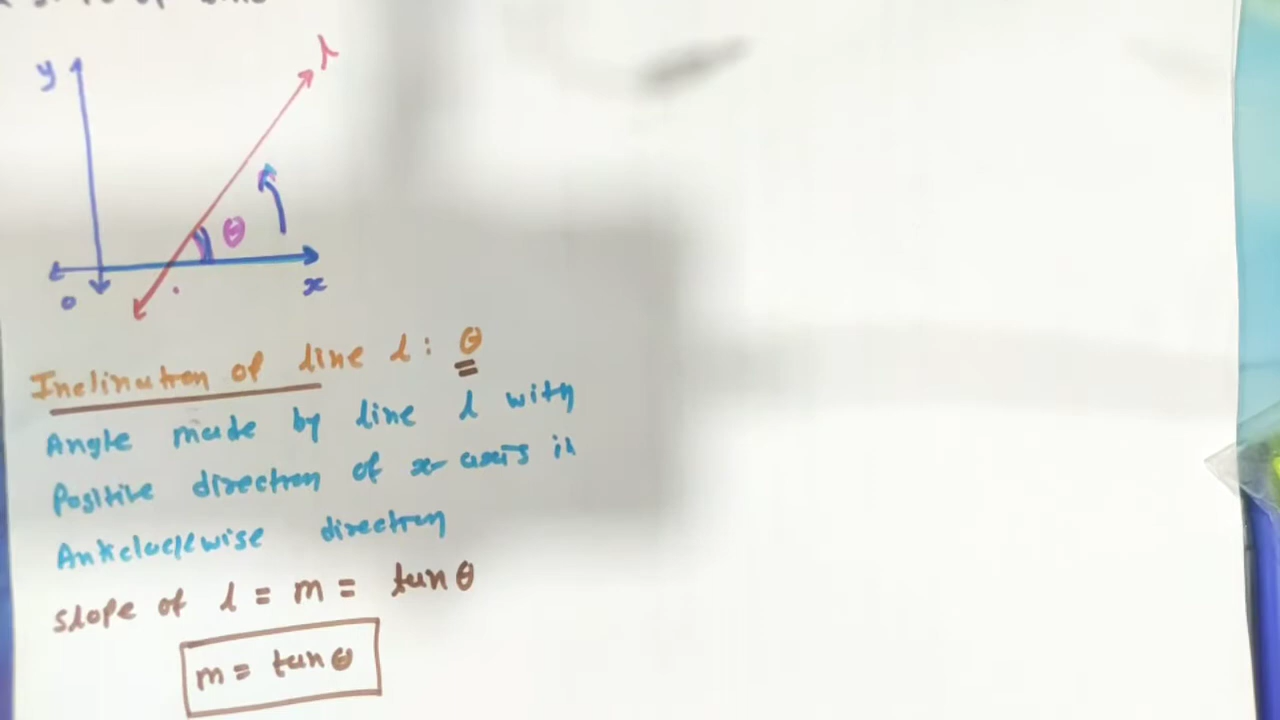 y
l
θ
o
x
Inclination of line l : θ
Angle made by line l with
Positive direction of x-axis in
Anticlockwise direction
slope of l = m = tan θ
m = tan θ